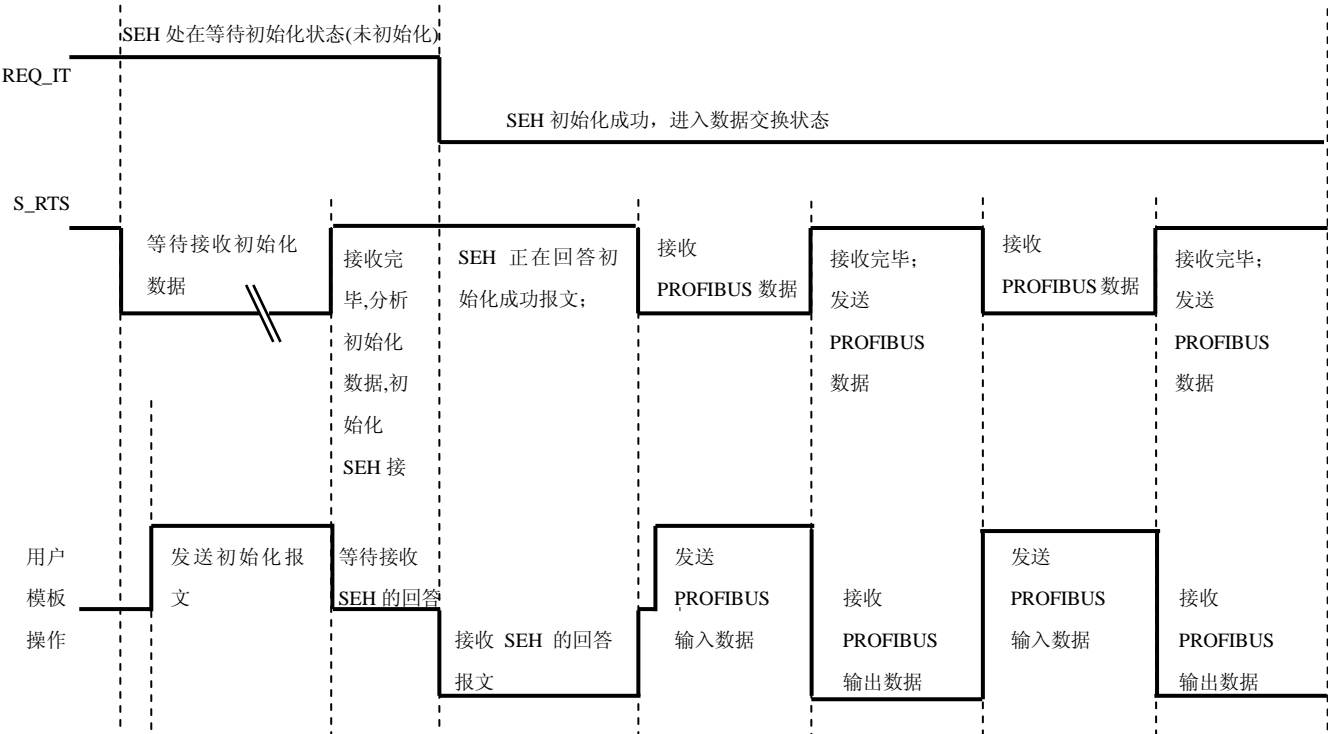 SEH 处在等待初始化状态(未初始化)
REQ_IT
SEH 初始化成功，进入数据交换状态
S_RTS
等待接收初始化
数据
接收完
毕,分析
初始化
数据,初
始化
SEH 接
SEH 正在回答初
始化成功报文；
接收
PROFIBUS 数据
接收完毕；
发送
PROFIBUS
数据
接收
PROFIBUS 数据
接收完毕；
发送
PROFIBUS
数据
用户
模板
操作
发送初始化报
文
等待接收
SEH 的回答
接收 SEH 的回答
报文
发送
PROFIBUS
输入数据
接收
PROFIBUS
输出数据
发送
PROFIBUS
输入数据
接收
PROFIBUS
输出数据